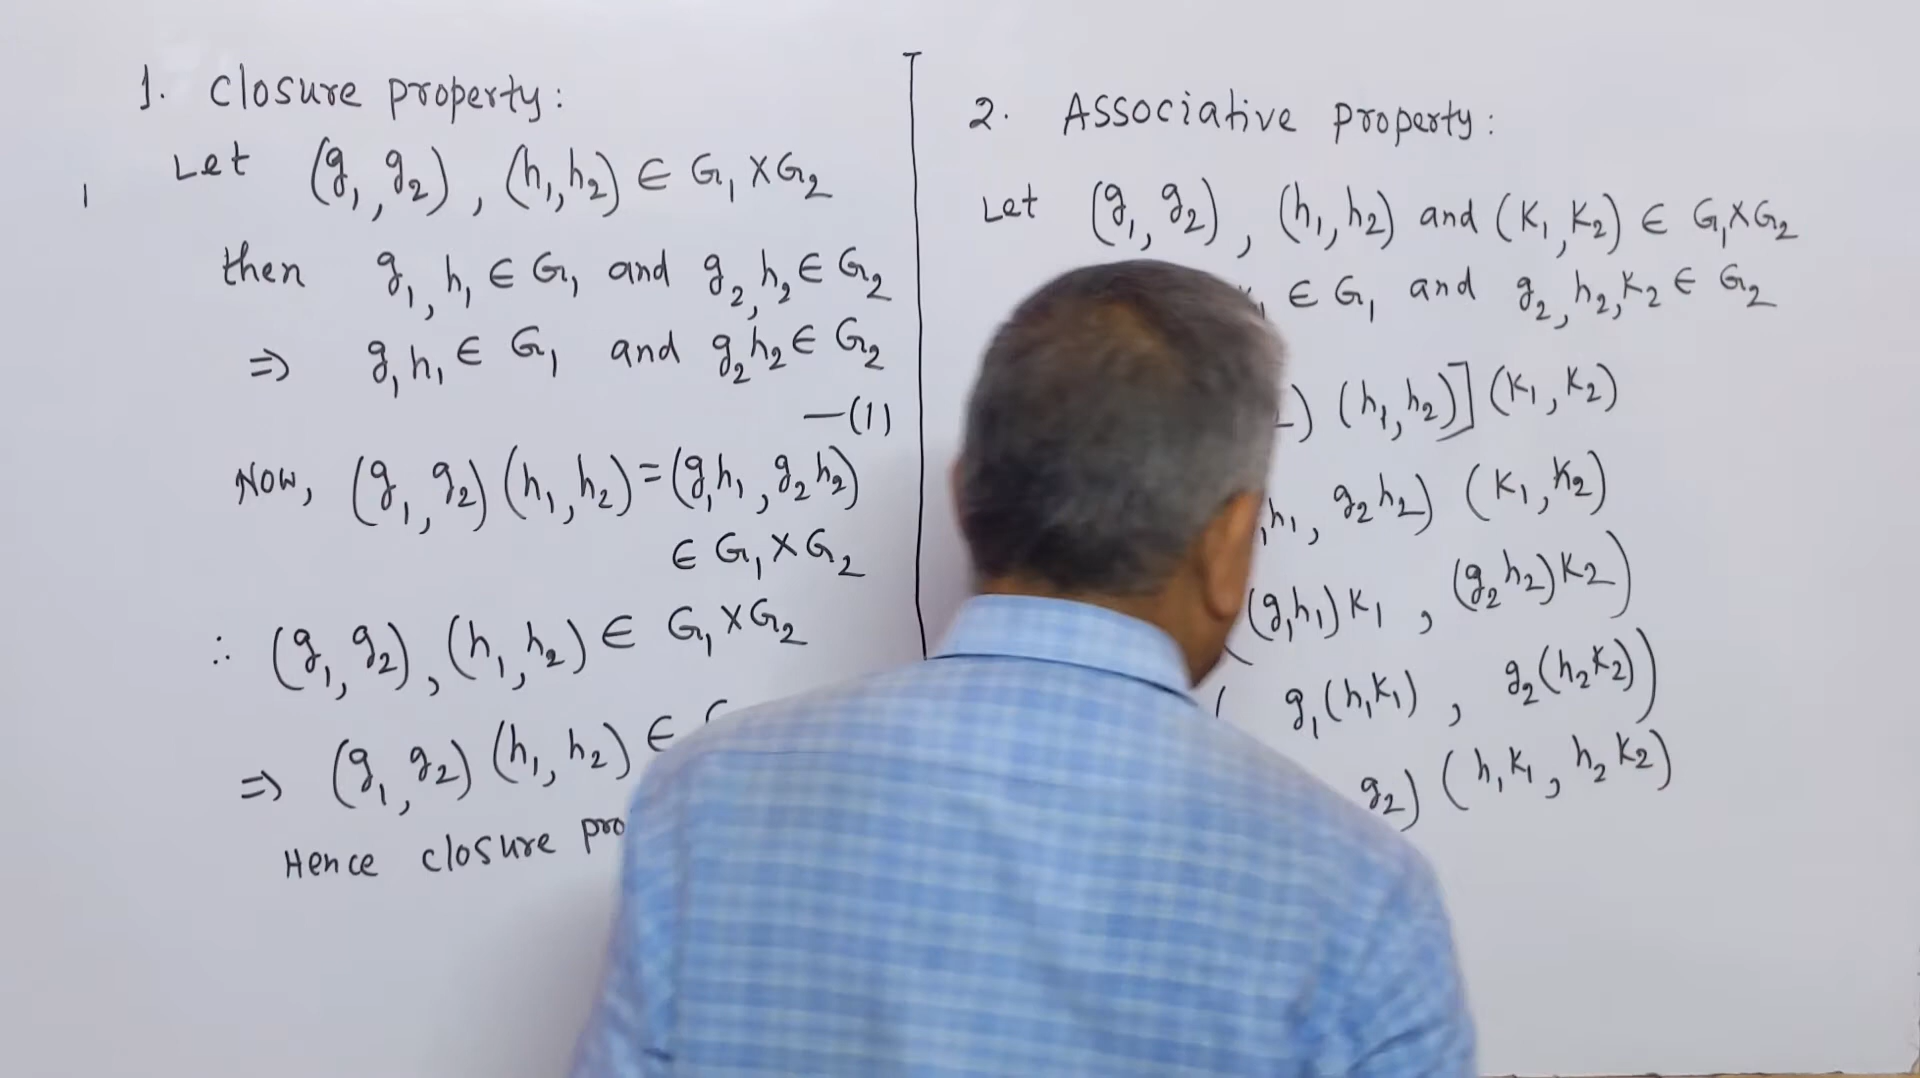 1. Closure property:
Let (g₁, g₂), (h₁, h₂) ∈ G₁ × G₂
then g₁, h₁ ∈ G₁ and g₂, h₂ ∈ G₂
⇒ g₁h₁ ∈ G₁ and g₂h₂ ∈ G₂
—(1)
Now, (g₁, g₂) (h₁, h₂) = (g₁h₁, g₂h₂)
∈ G₁ × G₂
∴ (g₁, g₂), (h₁, h₂) ∈ G₁ × G₂
⇒ (g₁, g₂) (h₁, h₂) ∈
Hence closure
2. Associative property:
Let (g₁, g₂), (h₁, h₂) and (k₁, k₂) ∈ G₁ × G₂
∈ G₁ and g₂, h₂, k₂ ∈ G₂
) (h₁, h₂)] (k₁, k₂)
h₁, g₂h₂) (k₁, k₂)
(g₁h₁)k₁, (g₂h₂)k₂)
( g₁(h₁k₁), g₂(h₂k₂))
g₂) (h₁k₁, h₂k₂)